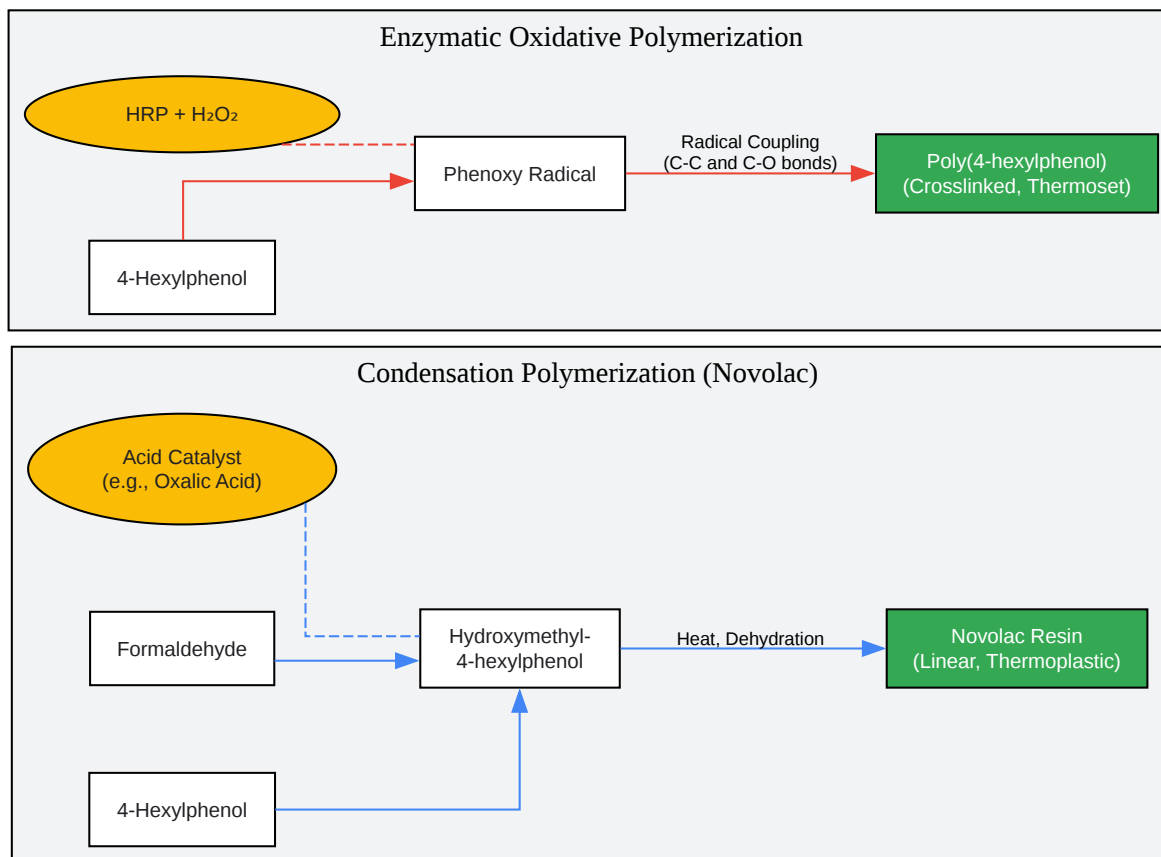 Enzymatic Oxidative Polymerization
HRP + H₂O₂
Phenoxy Radical
Radical Coupling
(C-C and C-O bonds)
Poly(4-hexylphenol)
(Crosslinked, Thermoset)
4-Hexylphenol
Condensation Polymerization (Novolac)
Acid Catalyst
(e.g., Oxalic Acid)
Formaldehyde
Hydroxymethyl-
4-hexylphenol
Heat, Dehydration
Novolac Resin
(Linear, Thermoplastic)
4-Hexylphenol